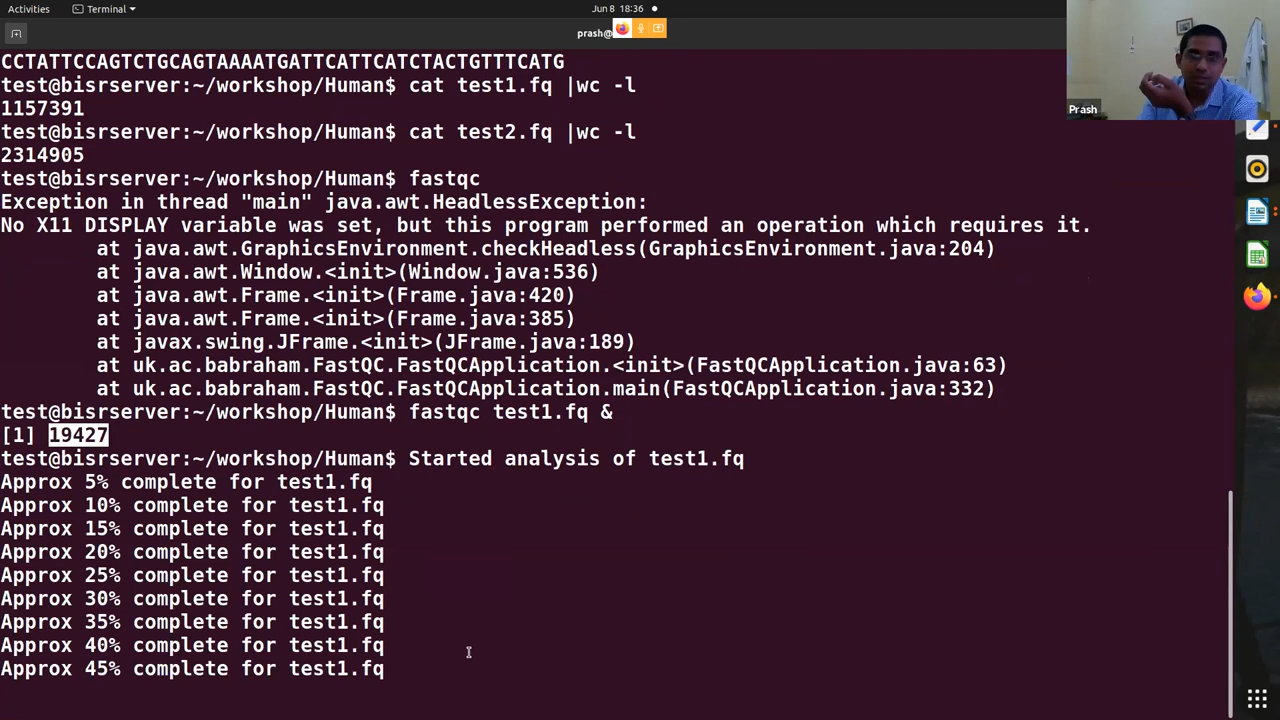 Activities
Terminal
Jun 8 18:36
prash@
Prash
CCTATTCCAGTCTGCAGTAAAATGATTCATTCATCTACTGTTTCATG
test@bisrserver:~/workshop/Human$ cat test1.fq |wc -l
1157391
test@bisrserver:~/workshop/Human$ cat test2.fq |wc -l
2314905
test@bisrserver:~/workshop/Human$ fastqc
Exception in thread "main" java.awt.HeadlessException:
No X11 DISPLAY variable was set, but this program performed an operation which requires it.
at java.awt.GraphicsEnvironment.checkHeadless(GraphicsEnvironment.java:204)
at java.awt.Window.<init>(Window.java:536)
at java.awt.Frame.<init>(Frame.java:420)
at java.awt.Frame.<init>(Frame.java:385)
at javax.swing.JFrame.<init>(JFrame.java:189)
at uk.ac.babraham.FastQC.FastQCApplication.<init>(FastQCApplication.java:63)
at uk.ac.babraham.FastQC.FastQCApplication.main(FastQCApplication.java:332)
test@bisrserver:~/workshop/Human$ fastqc test1.fq &
[1] 19427
test@bisrserver:~/workshop/Human$ Started analysis of test1.fq
Approx 5% complete for test1.fq
Approx 10% complete for test1.fq
Approx 15% complete for test1.fq
Approx 20% complete for test1.fq
Approx 25% complete for test1.fq
Approx 30% complete for test1.fq
Approx 35% complete for test1.fq
Approx 40% complete for test1.fq
Approx 45% complete for test1.fq